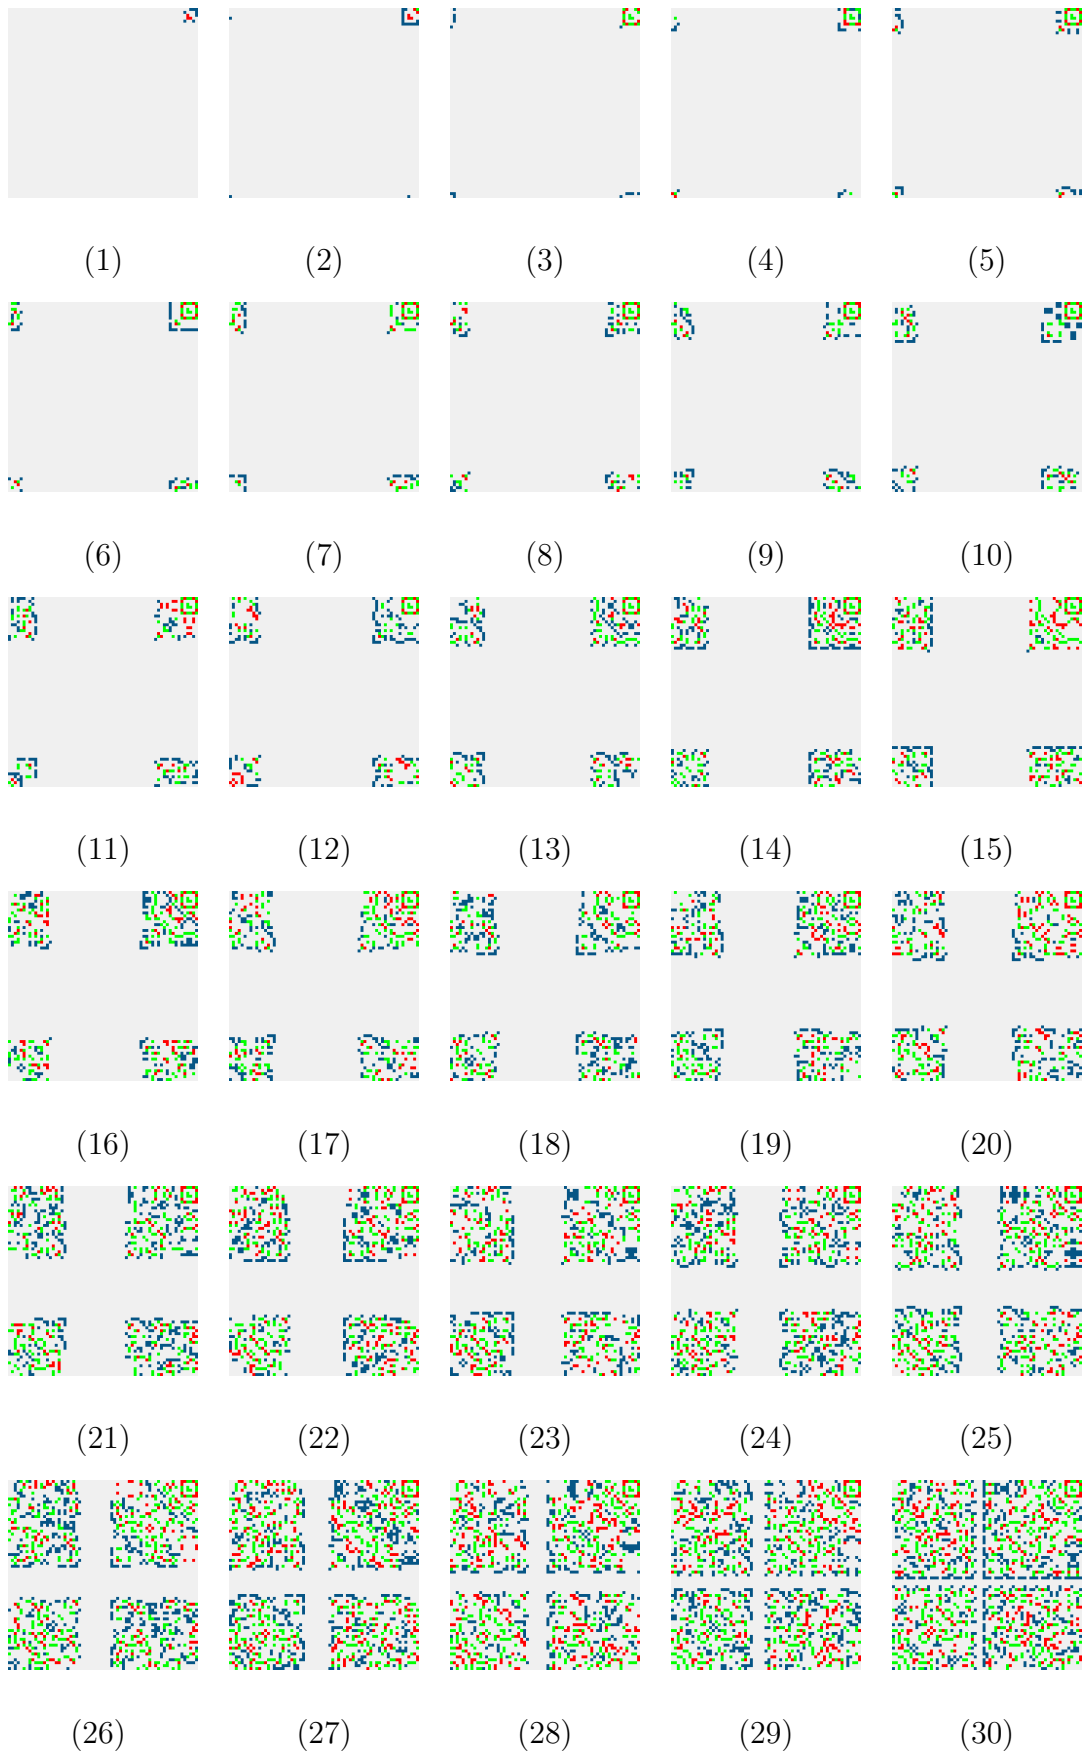 (1) (2) (3) (4) (5)
(6) (7) (8) (9) (10)
(11) (12) (13) (14) (15)
(16) (17) (18) (19) (20)
(21) (22) (23) (24) (25)
(26) (27) (28) (29) (30)